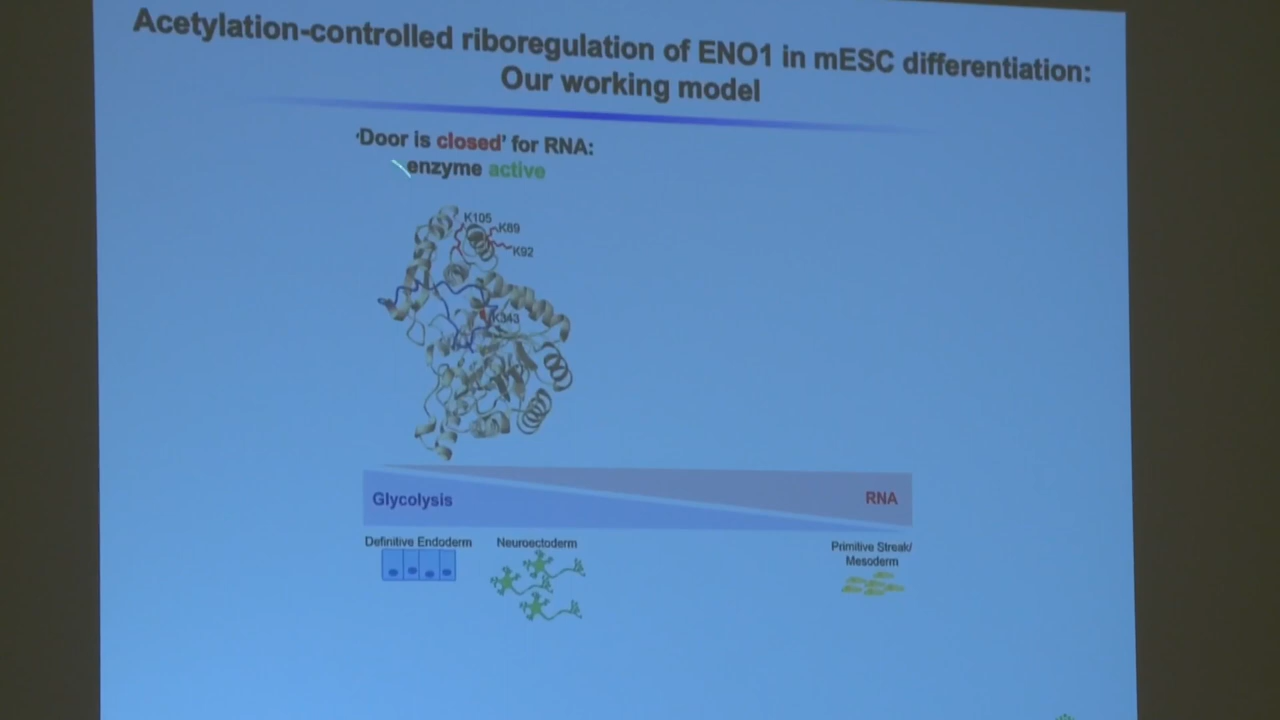 Acetylation-controlled riboregulation of ENO1 in mESC differentiation:
Our working model
'Door is closed' for RNA:
enzyme active
K105
K89
K92
K343
Glycolysis
RNA
Definitive Endoderm
Neuroectoderm
Primitive Streak/
Mesoderm